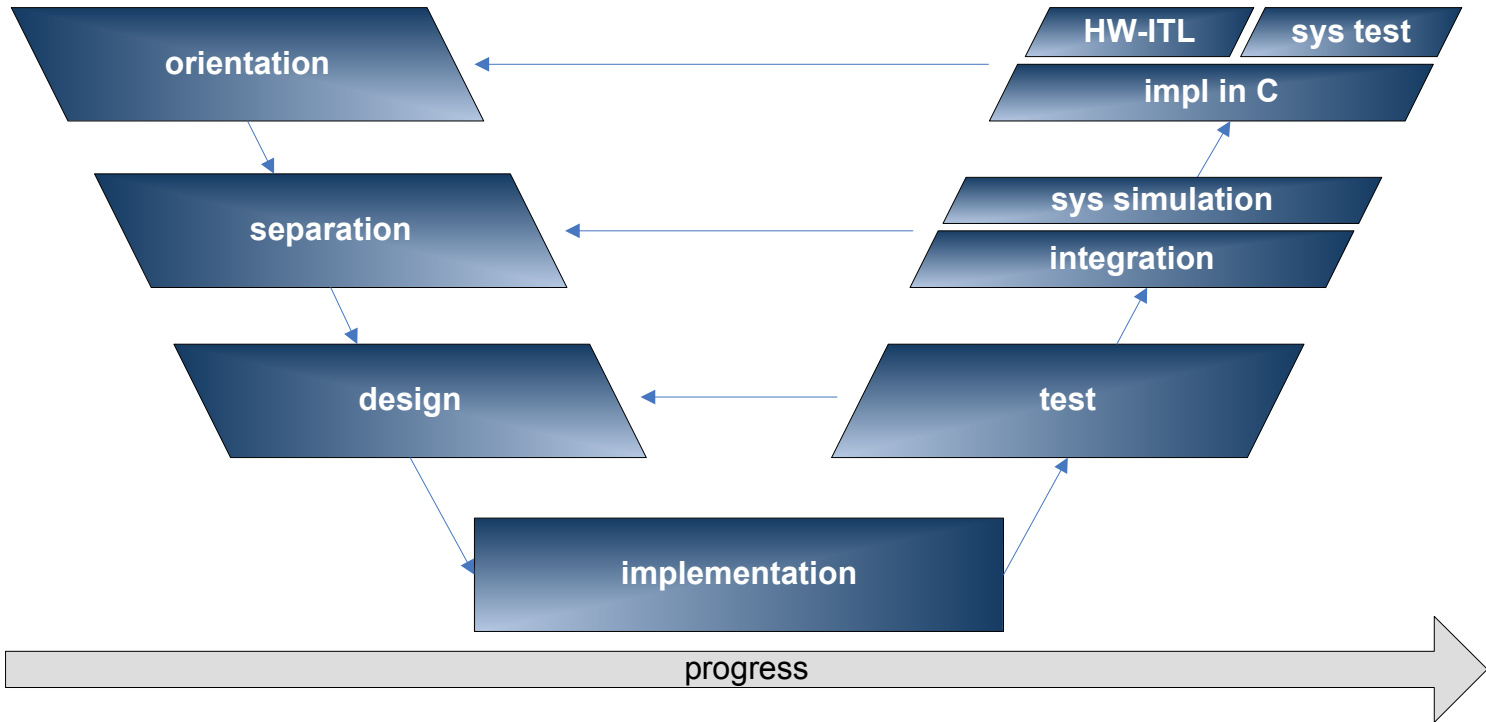 orientation
HW-ITL
sys test
impl in C
separation
sys simulation
integration
design
test
implementation
progress